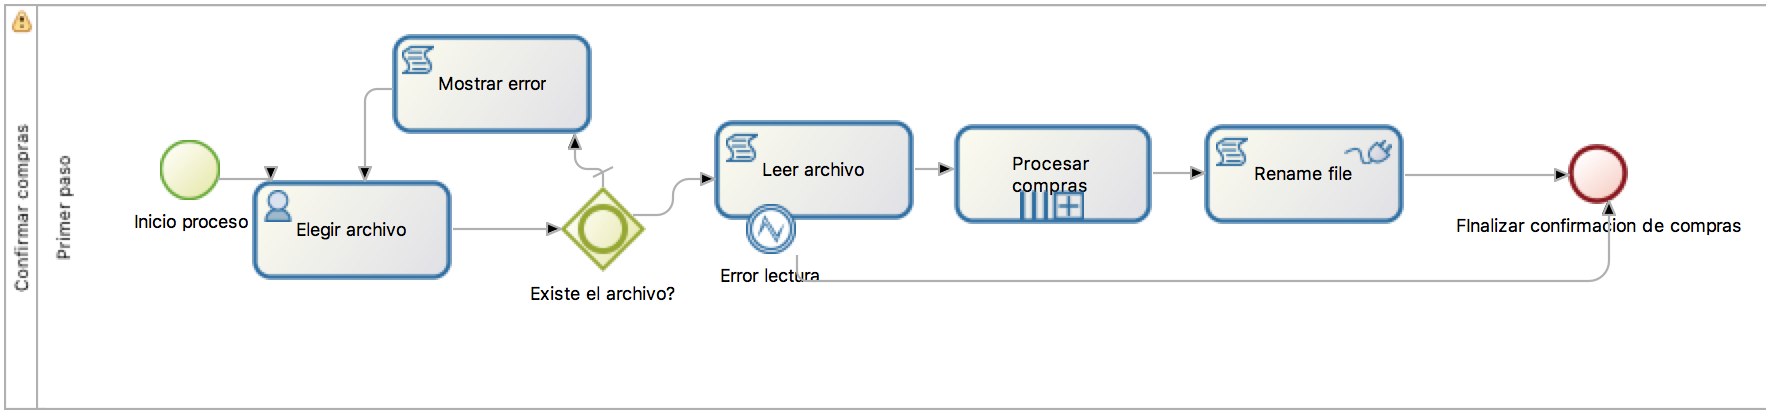 Confirmar compras
Primer paso
Inicio proceso
Elegir archivo
Mostrar error
Existe el archivo?
Leer archivo
Error lectura
Procesar
compras
Rename file
FInalizar confirmacion de compras